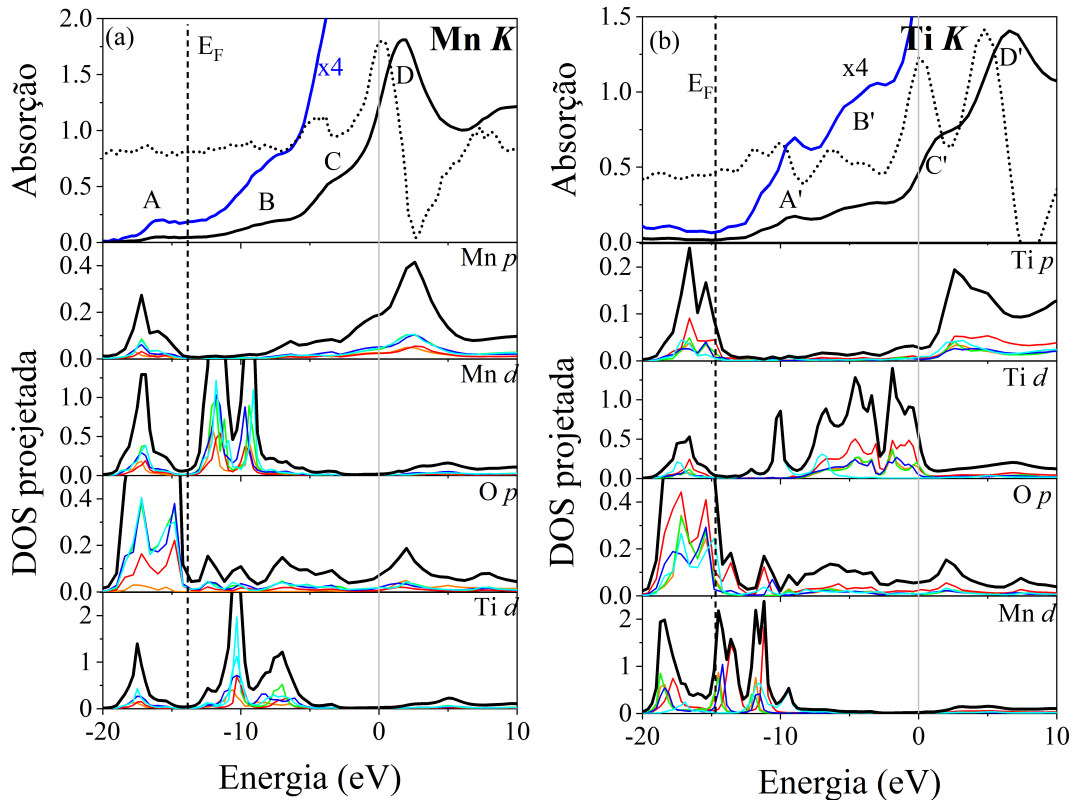 (a)
Mn K
E_F
x4
A
B
C
D
Absorção
2.0
1.5
1.0
0.5
0.0
Mn p
0.4
0.2
0.0
Mn d
1.0
0.5
0.0
O p
0.4
0.2
0.0
Ti d
2
1
0
DOS proejetada
-20 -10 0 10
Energia (eV)
(b)
Ti K
E_F
x4
A'
B'
C'
D'
Absorção
1.5
1.0
0.5
0.0
Ti p
0.2
0.1
0.0
Ti d
1.0
0.5
0.0
O p
0.4
0.2
0.0
Mn d
2
1
0
DOS projetada
-20 -10 0 10
Energia (eV)